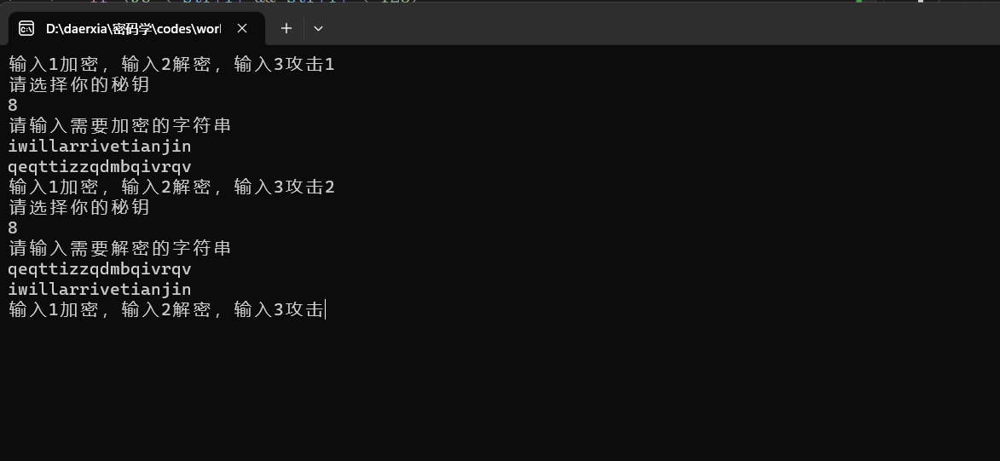 D:\daerxia\密码学\codes\worl
输入1加密，输入2解密，输入3攻击1
请选择你的秘钥
8
请输入需要加密的字符串
iwillarrivetianjin
qeqttizzqdmbqivrqv
输入1加密，输入2解密，输入3攻击2
请选择你的秘钥
8
请输入需要解密的字符串
qeqttizzqdmbqivrqv
iwillarrivetianjin
输入1加密，输入2解密，输入3攻击